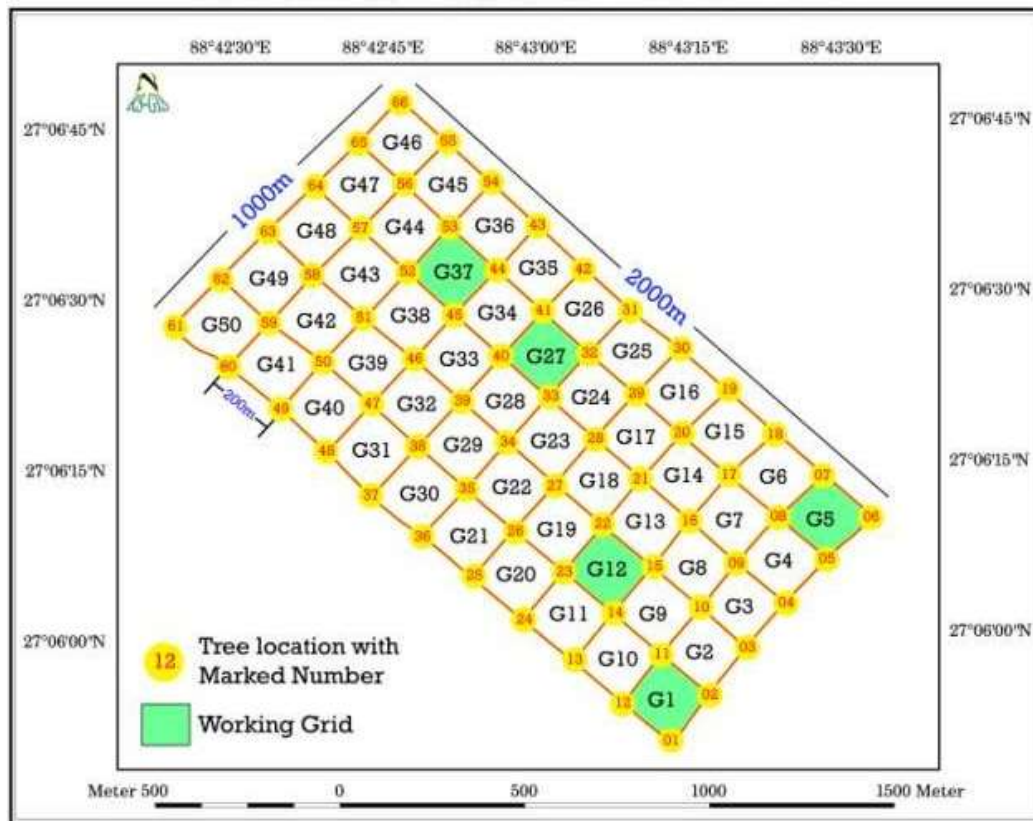 88°42'30"E 88°42'45"E 88°43'00"E 88°43'15"E 88°43'30"E
N
27°06'45"N 27°06'45"N
66
65 G46 55
1000m
64 G47 56 G45 54
63 G48 57 G44 53 G36 43
62 G49 58 G43 52 G37 44 G35 42
2000m
27°06'30"N 27°06'30"N
61 G50 59 G42 51 G38 45 G34 41 G26 31
60 G41 50 G39 46 G33 40 G27 32 G25 30
200m
49 G40 47 G32 39 G28 33 G24 29 G16 19
48 G31 38 G29 34 G23 28 G17 20 G15 18
27°06'15"N 27°06'15"N
37 G30 35 G22 27 G18 21 G14 17 G6 07
36 G21 26 G19 22 G13 16 G7 08 G5 06
25 G20 23 G12 15 G8 09 G4 05
24 G11 14 G9 10 G3 04
27°06'00"N 27°06'00"N
13 G10 11 G2 03
12 G1 02
01
12 Tree location with
Marked Number
Working Grid
Meter 500 0 500 1000 1500 Meter